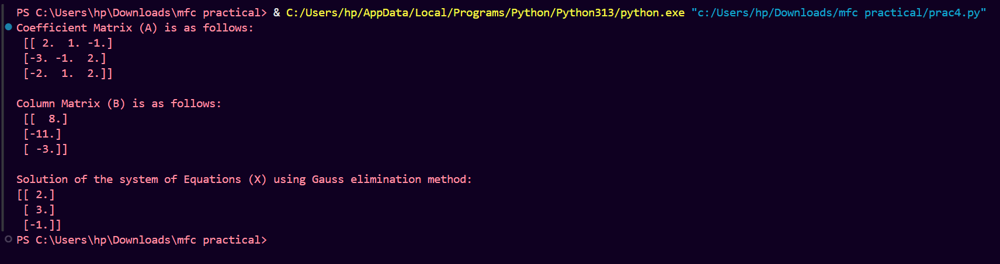 PS C:\Users\hp\Downloads\mfc practical> & C:/Users/hp/AppData/Local/Programs/Python/Python313/python.exe "c:/Users/hp/Downloads/mfc practical/prac4.py"
Coefficient Matrix (A) is as follows:
 [[ 2.  1. -1.]
 [-3. -1.  2.]
 [-2.  1.  2.]]

Column Matrix (B) is as follows:
 [[  8.]
 [-11.]
 [ -3.]]

Solution of the system of Equations (X) using Gauss elimination method:
[[ 2.]
 [ 3.]
 [-1.]]
PS C:\Users\hp\Downloads\mfc practical>